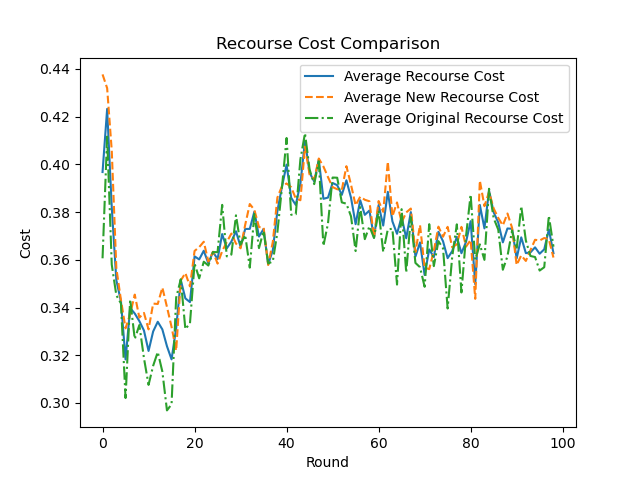 Recourse Cost Comparison
Average Recourse Cost
Average New Recourse Cost
Average Original Recourse Cost
Cost
0.44
0.42
0.40
0.38
0.36
0.34
0.32
0.30
0
20
40
60
80
100
Round